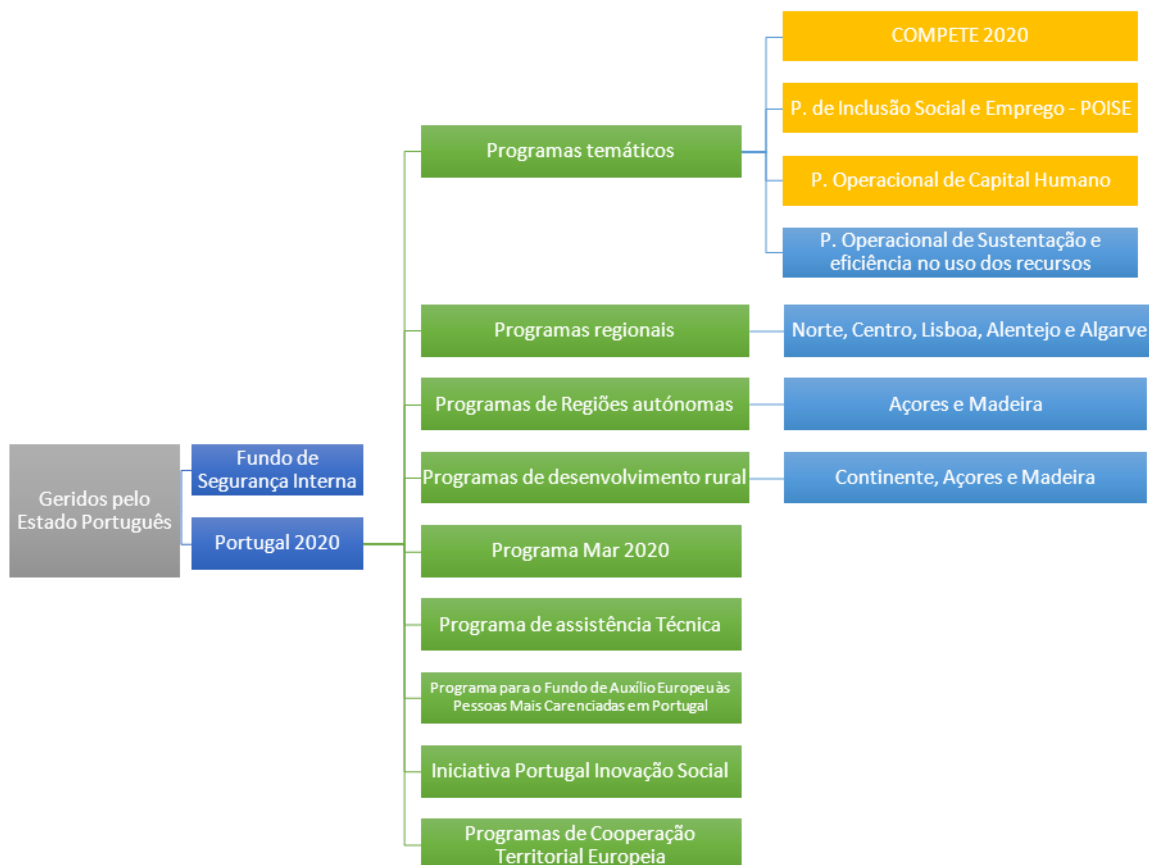 Geridos pelo
Estado Português
Fundo de
Segurança Interna
Portugal 2020
Programas temáticos
COMPETE 2020
P. de Inclusão Social e Emprego - POISE
P. Operacional de Capital Humano
P. Operacional de Sustentação e
eficiência no uso dos recursos
Programas regionais
Norte, Centro, Lisboa, Alentejo e Algarve
Programas de Regiões autónomas
Açores e Madeira
Programas de desenvolvimento rural
Continente, Açores e Madeira
Programa Mar 2020
Programa de assistência Técnica
Programa para o Fundo de Auxílio Europeu às
Pessoas Mais Carenciadas em Portugal
Iniciativa Portugal Inovação Social
Programas de Cooperação
Territorial Europeia